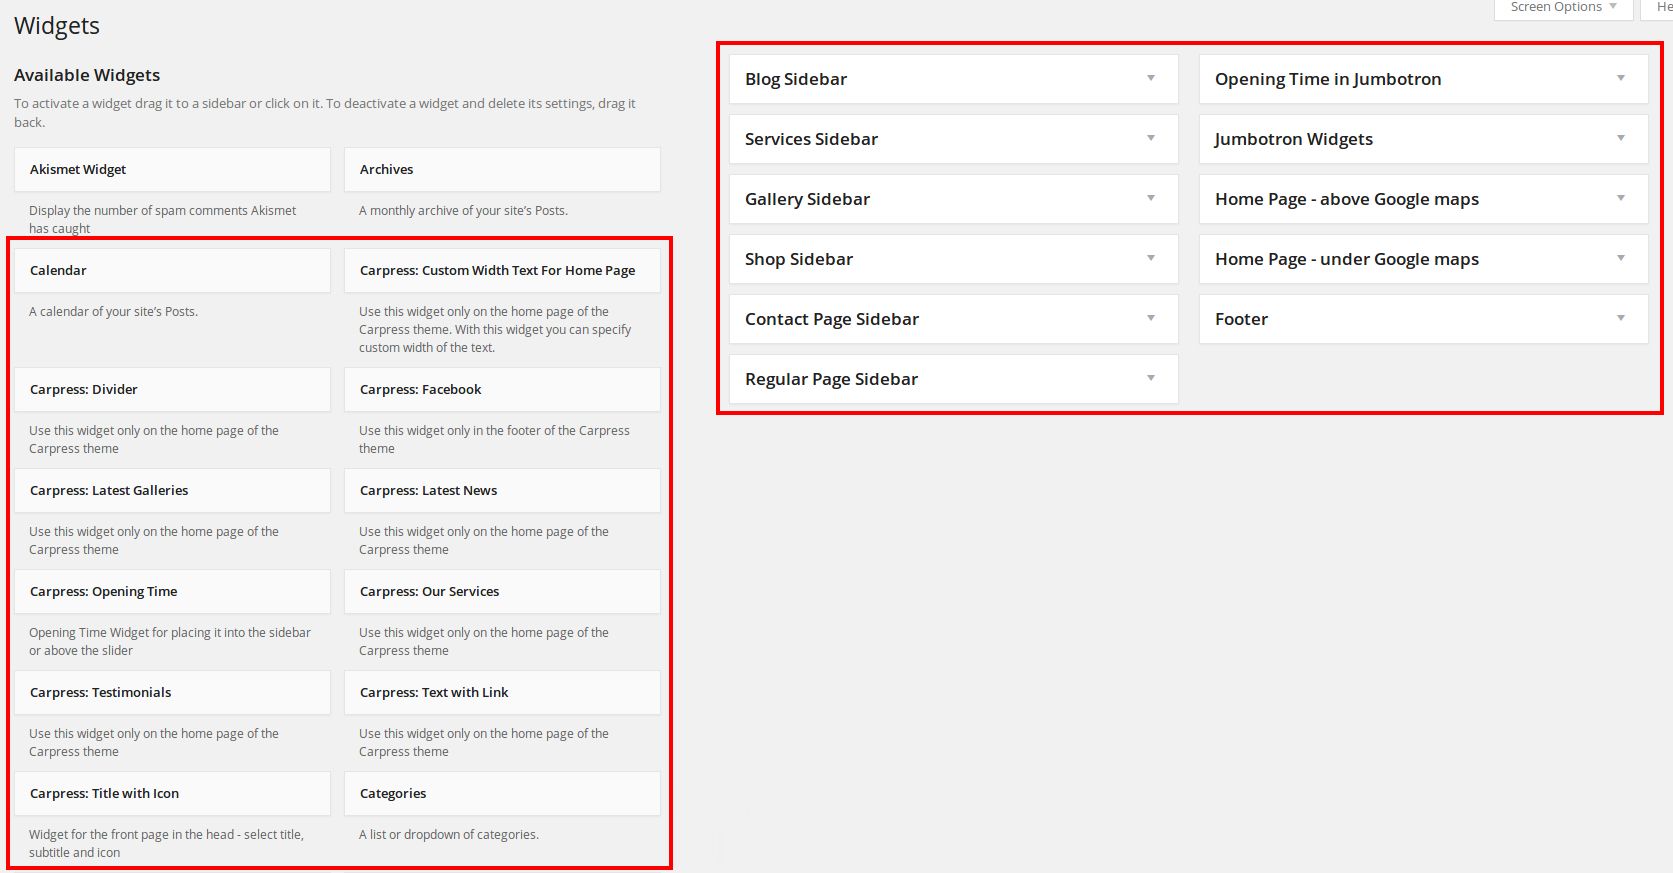 Screen Options
He
Widgets
Available Widgets
To activate a widget drag it to a sidebar or click on it. To deactivate a widget and delete its settings, drag it
back.
Akismet Widget
Display the number of spam comments Akismet
has caught
Archives
A monthly archive of your site’s Posts.
Calendar
A calendar of your site’s Posts.
Carpress: Custom Width Text For Home Page
Use this widget only on the home page of the
Carpress theme. With this widget you can specify
custom width of the text.
Carpress: Divider
Use this widget only on the home page of the
Carpress theme
Carpress: Facebook
Use this widget only in the footer of the Carpress
theme
Carpress: Latest Galleries
Use this widget only on the home page of the
Carpress theme
Carpress: Latest News
Use this widget only on the home page of the
Carpress theme
Carpress: Opening Time
Opening Time Widget for placing it into the sidebar
or above the slider
Carpress: Our Services
Use this widget only on the home page of the
Carpress theme
Carpress: Testimonials
Use this widget only on the home page of the
Carpress theme
Carpress: Text with Link
Use this widget only on the home page of the
Carpress theme
Carpress: Title with Icon
Widget for the front page in the head - select title,
subtitle and icon
Categories
A list or dropdown of categories.
Blog Sidebar
Services Sidebar
Gallery Sidebar
Shop Sidebar
Contact Page Sidebar
Regular Page Sidebar
Opening Time in Jumbotron
Jumbotron Widgets
Home Page - above Google maps
Home Page - under Google maps
Footer